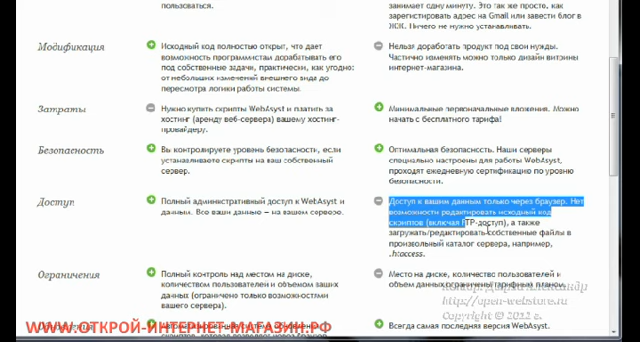 пользоваться.
занимает одну минуту. Это так же просто, как
зарегистрировать адрес на Gmail или завести блог в
ЖЖ. Ничего не нужно устанавливать.
Модификация
Исходный код полностью открыт, что дает
возможность программистам дорабатывать его
под собственные задачи, практически, как угодно:
от небольших изменений внешнего вида до
пересмотра логики работы системы.
Нельзя доработать продукт под свои нужды.
Частично изменять можно только дизайн витрины
интернет-магазина.
Затраты
Нужно купить скрипты WebAsyst и платить за
хостинг (аренду веб-сервера) вашему хостинг-
провайдеру.
Минимальные первоначальные вложения. Можно
начать с бесплатного тарифа!
Безопасность
Вы контролируете уровень безопасности, если
устанавливаете скрипты на ваш собственный
сервер.
Оптимальная безопасность. Наши серверы
специально настроены для работы WebAsyst,
проходят ежедневную сертификацию по уровню
безопасности.
Доступ
Полный административный доступ к WebAsyst и
данным. Все ваши данные — на вашем сервере.
Доступ к вашим данным только через браузер. Нет
возможности редактировать исходный код
скриптов (включая FTP-доступ), а также
загружать/редактировать собственные файлы в
произвольный каталог сервера, например,
.htaccess.
Ограничения
Полный контроль над местом на диске,
количеством пользователей и объемом ваших
данных (ограничено только возможностями
вашего сервера).
Место на диске, количество пользователей и
объем данных ограничены тарифным планом.
Александр
http://open-webstore.ru
Copyright © 2012 г.
WWW.ОТКРОЙ-ИНТЕРНЕТ-МАГАЗИН.РФ
Всегда самая последняя версия WebAsyst.